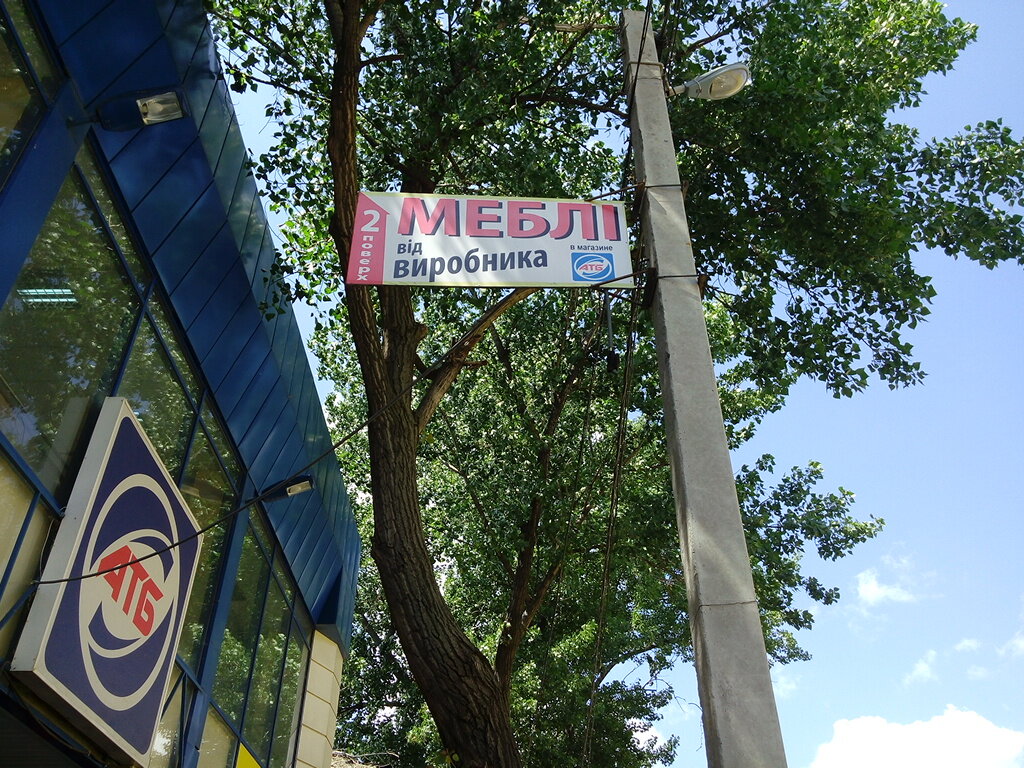 2 поверх
МЕБЛІ
від
виробника
в магазине
АТБ
АТБ